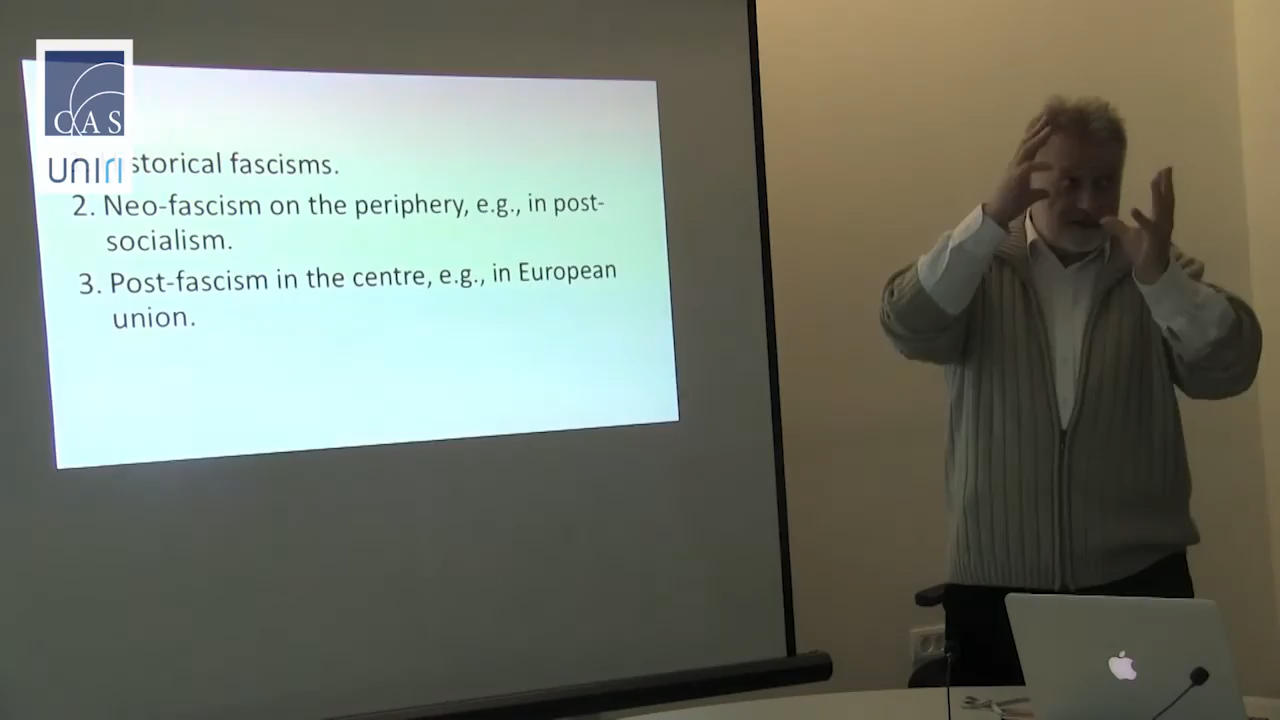 CAS
UNIRI
storical fascisms.
2. Neo-fascism on the periphery, e.g., in post-
socialism.
3. Post-fascism in the centre, e.g., in European
union.